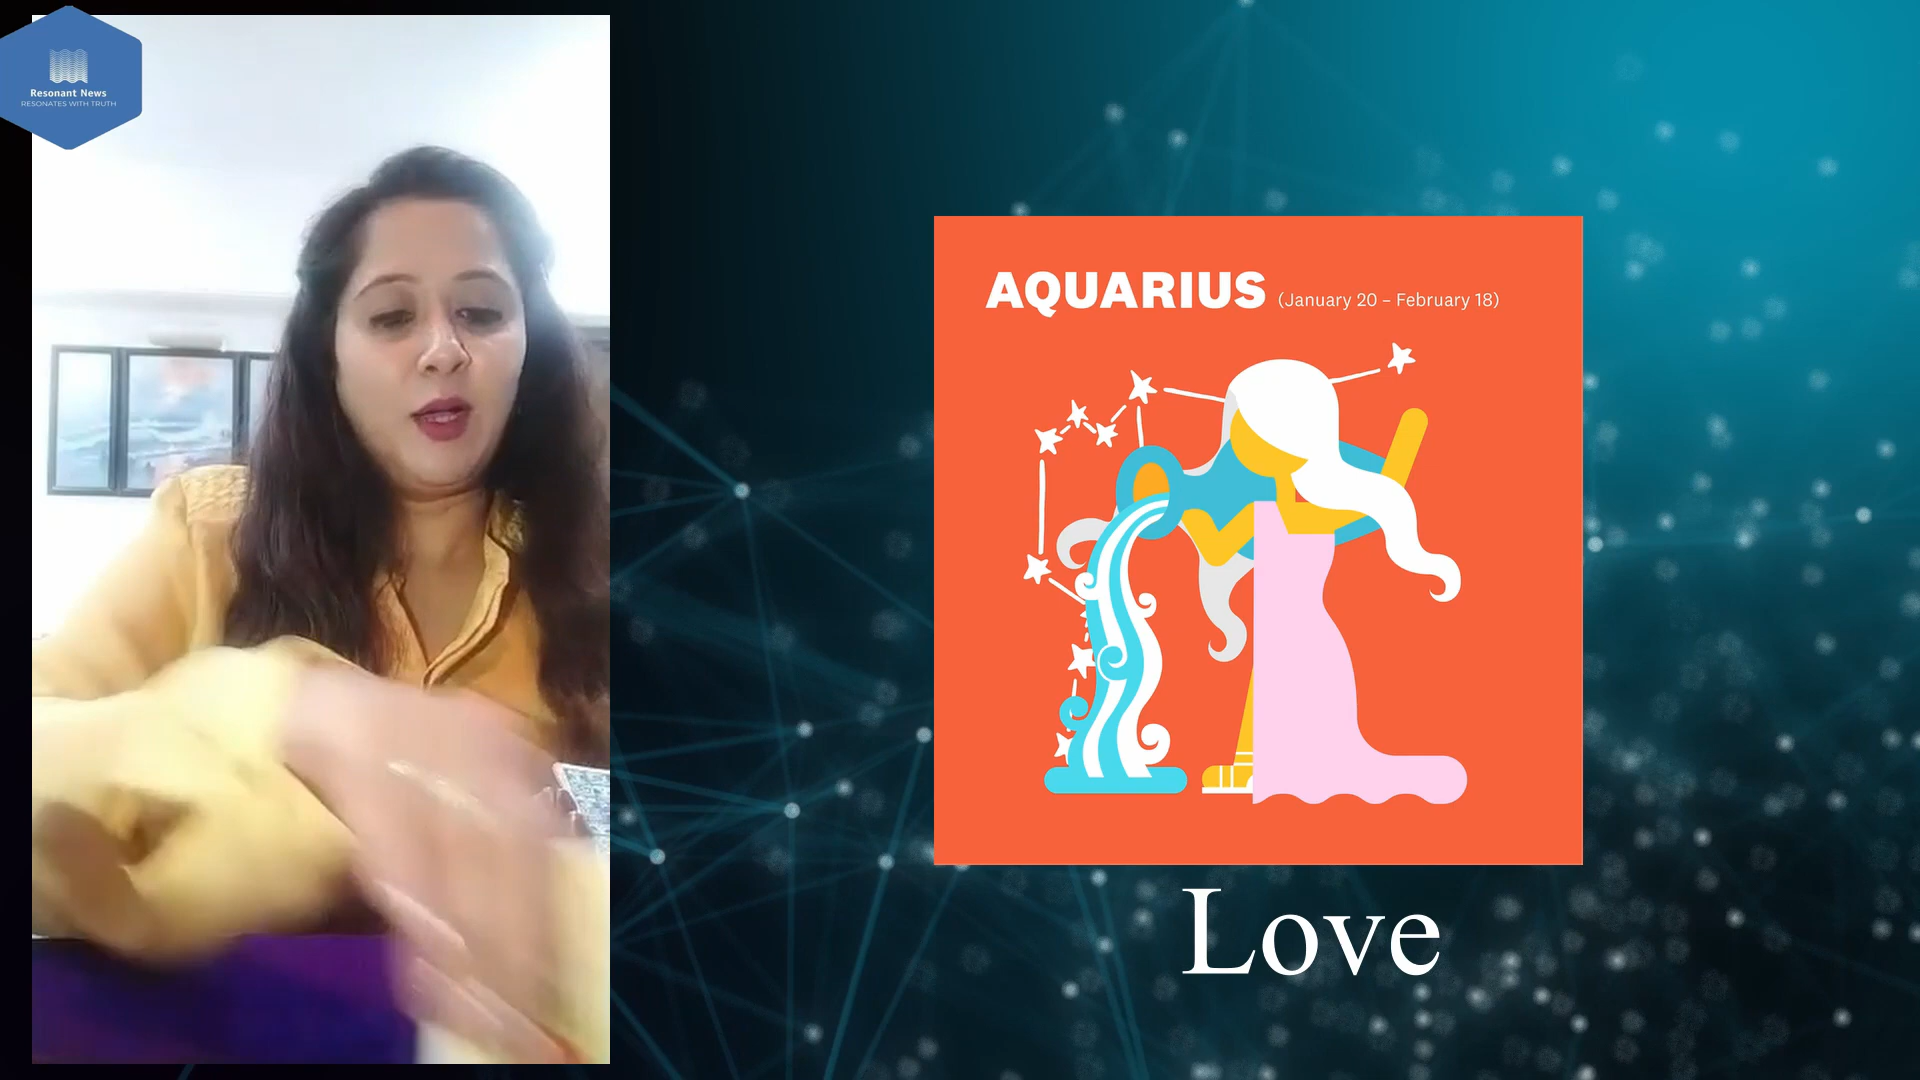 Resonant News
RESONATES WITH TRUTH
AQUARIUS (January 20 – February 18)
Love